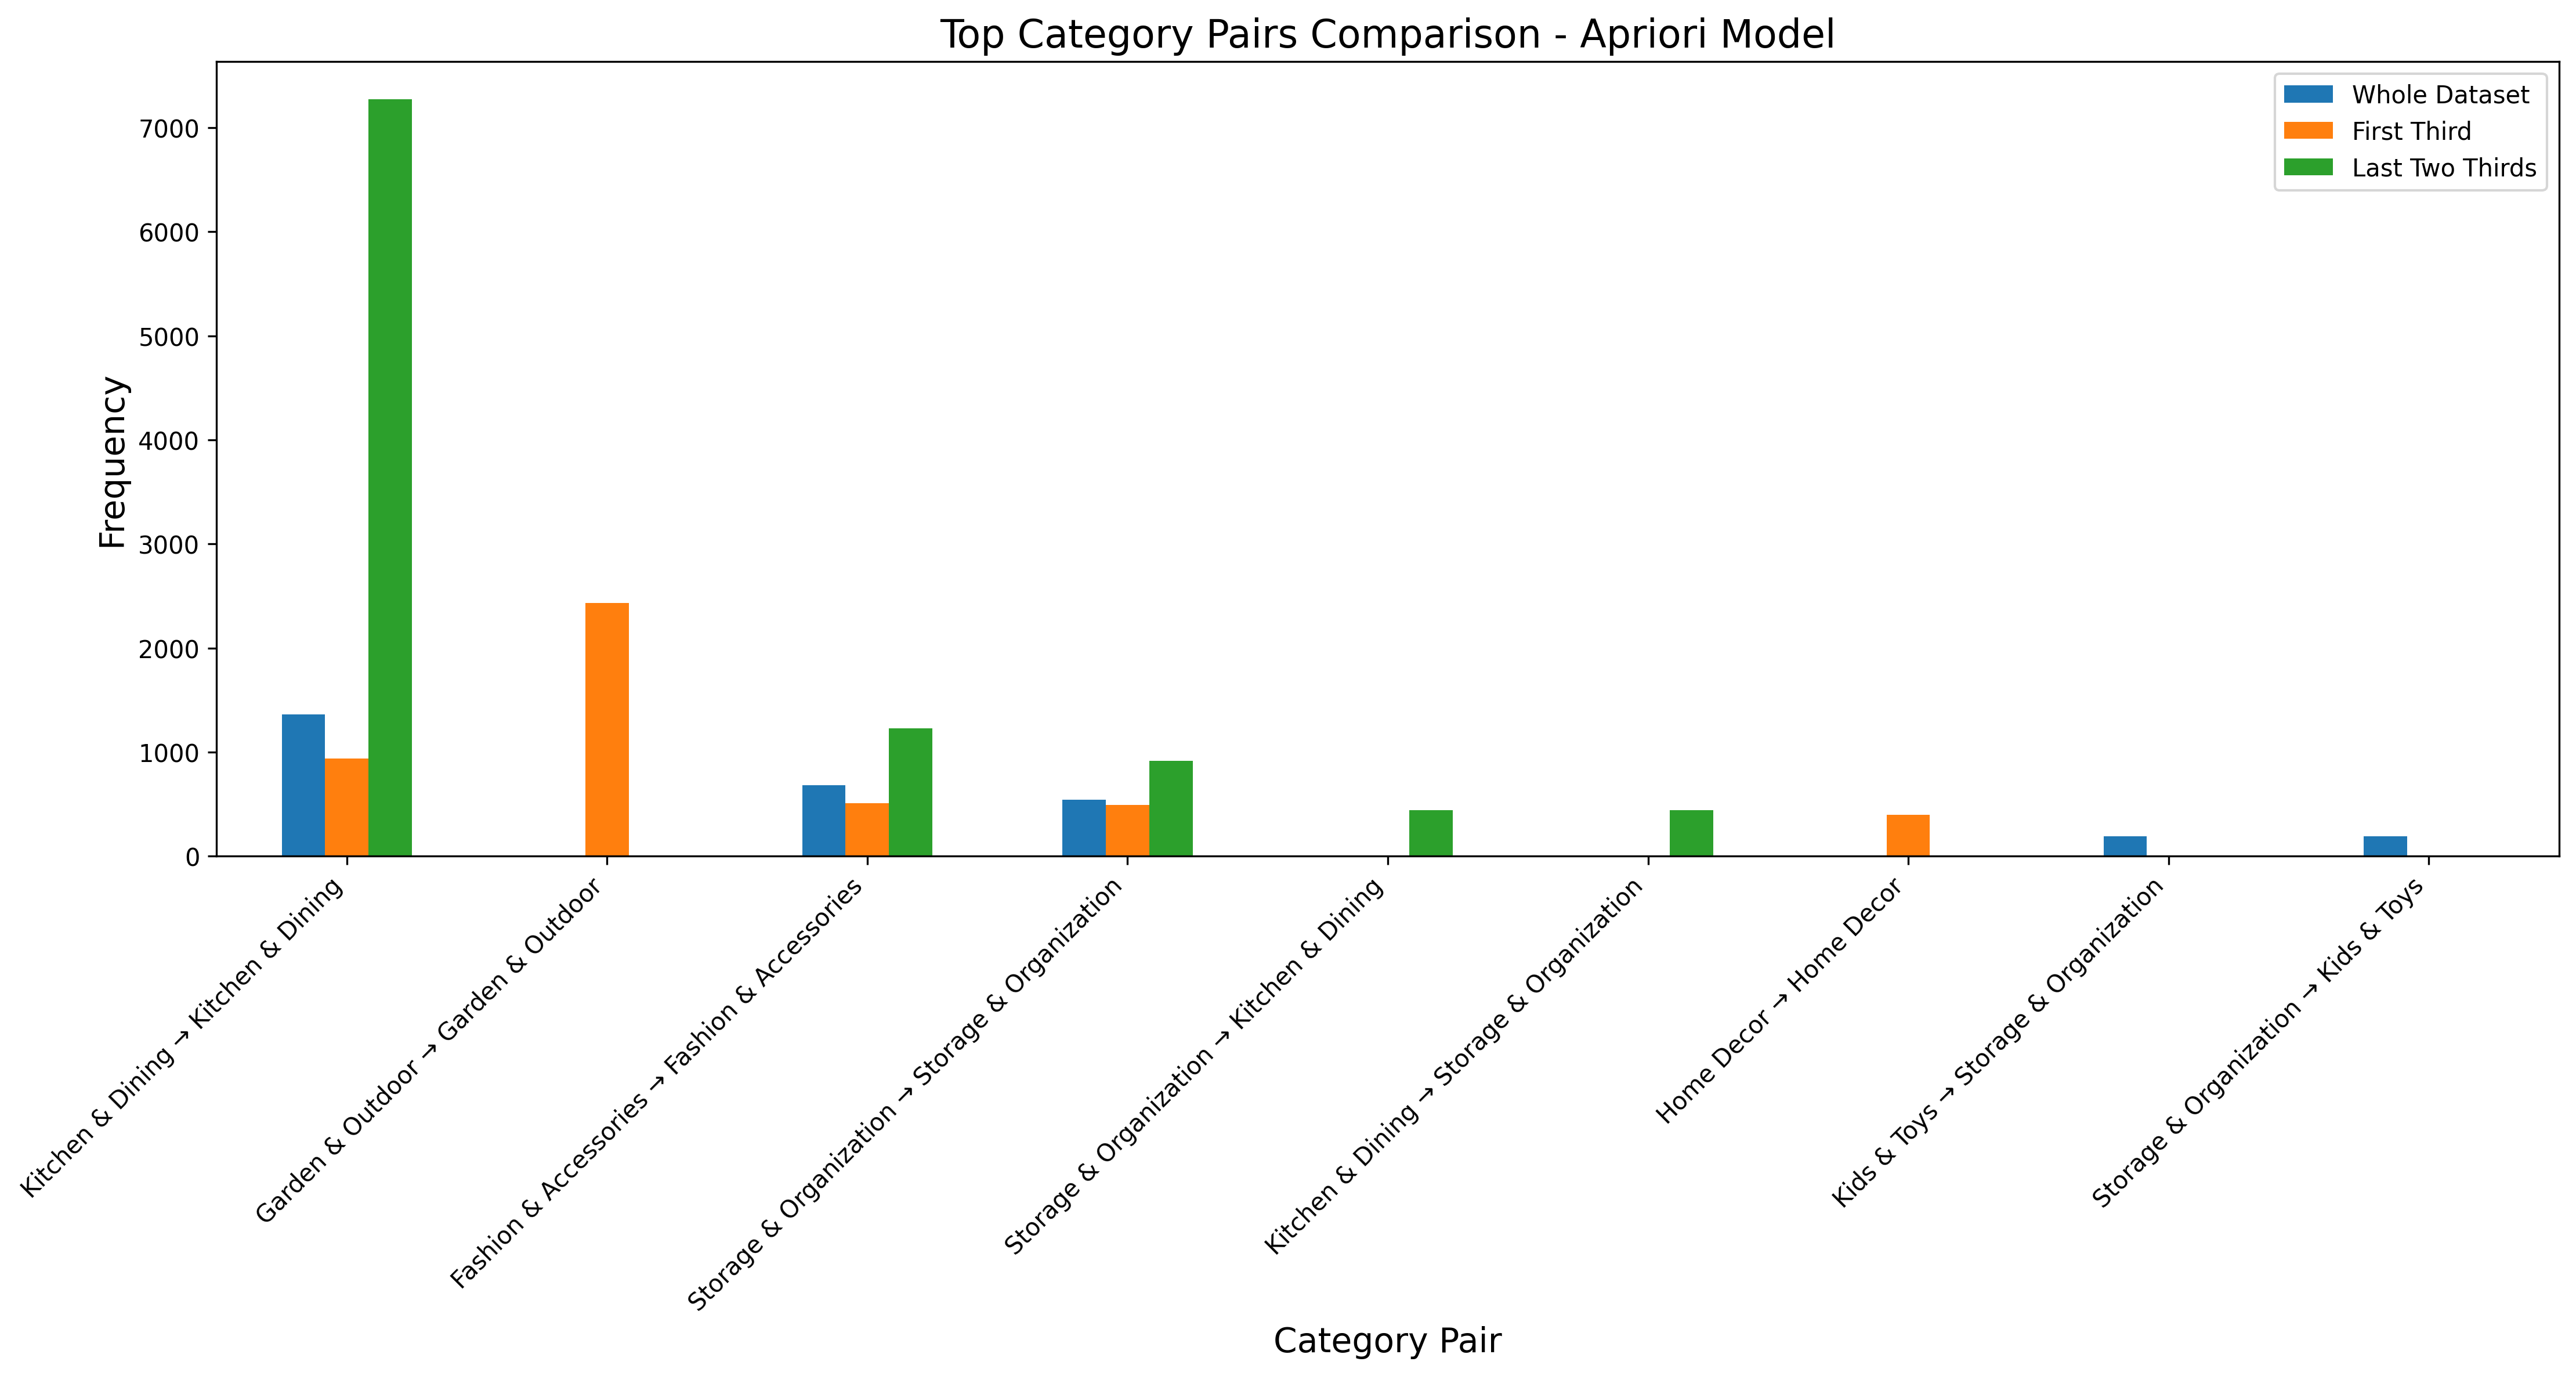 Top Category Pairs Comparison - Apriori Model
Whole Dataset
First Third
Last Two Thirds
Frequency
7000
6000
5000
4000
3000
2000
1000
0
Kitchen & Dining → Kitchen & Dining
Garden & Outdoor → Garden & Outdoor
Fashion & Accessories → Fashion & Accessories
Storage & Organization → Storage & Organization
Storage & Organization → Kitchen & Dining
Kitchen & Dining → Storage & Organization
Home Decor → Home Decor
Kids & Toys → Storage & Organization
Storage & Organization → Kids & Toys
Category Pair